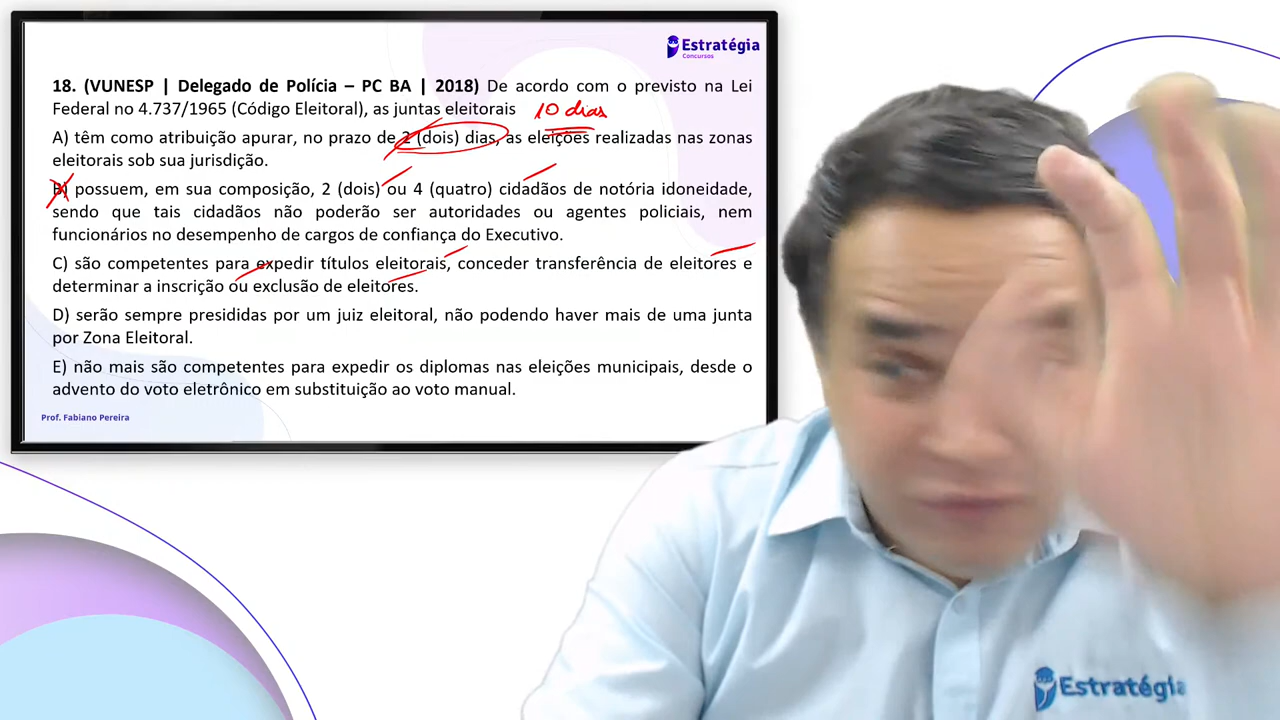 Estratégia
Concursos
18. (VUNESP | Delegado de Polícia – PC BA | 2018) De acordo com o previsto na Lei
Federal no 4.737/1965 (Código Eleitoral), as juntas eleitorais 10 dias
A) têm como atribuição apurar, no prazo de 2 (dois) dias, as eleições realizadas nas zonas
eleitorais sob sua jurisdição.
B) possuem, em sua composição, 2 (dois) ou 4 (quatro) cidadãos de notória idoneidade,
sendo que tais cidadãos não poderão ser autoridades ou agentes policiais, nem
funcionários no desempenho de cargos de confiança do Executivo.
C) são competentes para expedir títulos eleitorais, conceder transferência de eleitores e
determinar a inscrição ou exclusão de eleitores.
D) serão sempre presididas por um juiz eleitoral, não podendo haver mais de uma junta
por Zona Eleitoral.
E) não mais são competentes para expedir os diplomas nas eleições municipais, desde o
advento do voto eletrônico em substituição ao voto manual.
Prof. Fabiano Pereira
Estratégia